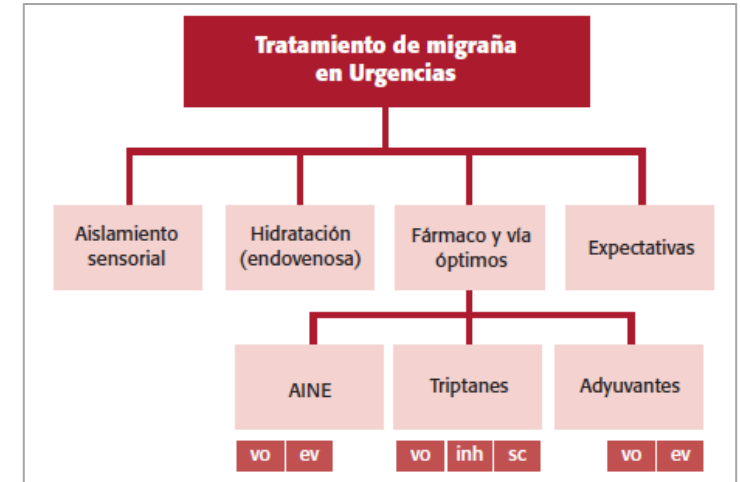 Tratamiento de migraña
en Urgencias
Aislamiento
sensorial
Hidratación
(endovenosa)
Fármaco y vía
óptimos
Expectativas
AINE
Triptanes
Adyuvantes
vo ev
vo inh sc
vo ev